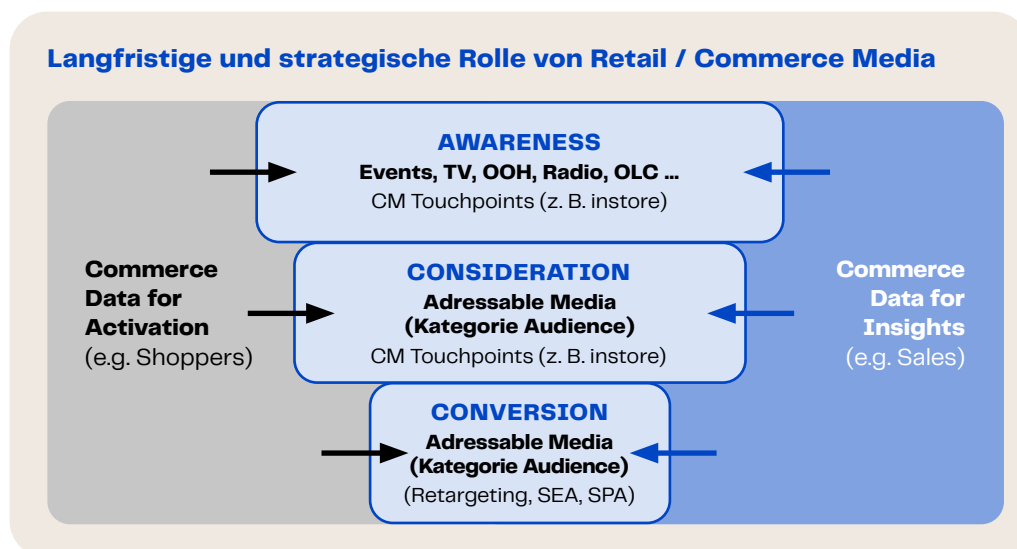 Langfristige und strategische Rolle von Retail / Commerce Media
AWARENESS
Events, TV, OOH, Radio, OLC ...
CM Touchpoints (z. B. instore)
Commerce
Data for
Activation
(e.g. Shoppers)
CONSIDERATION
Adressable Media
(Kategorie Audience)
CM Touchpoints (z. B. instore)
Commerce
Data for
Insights
(e.g. Sales)
CONVERSION
Adressable Media
(Kategorie Audience)
(Retargeting, SEA, SPA)